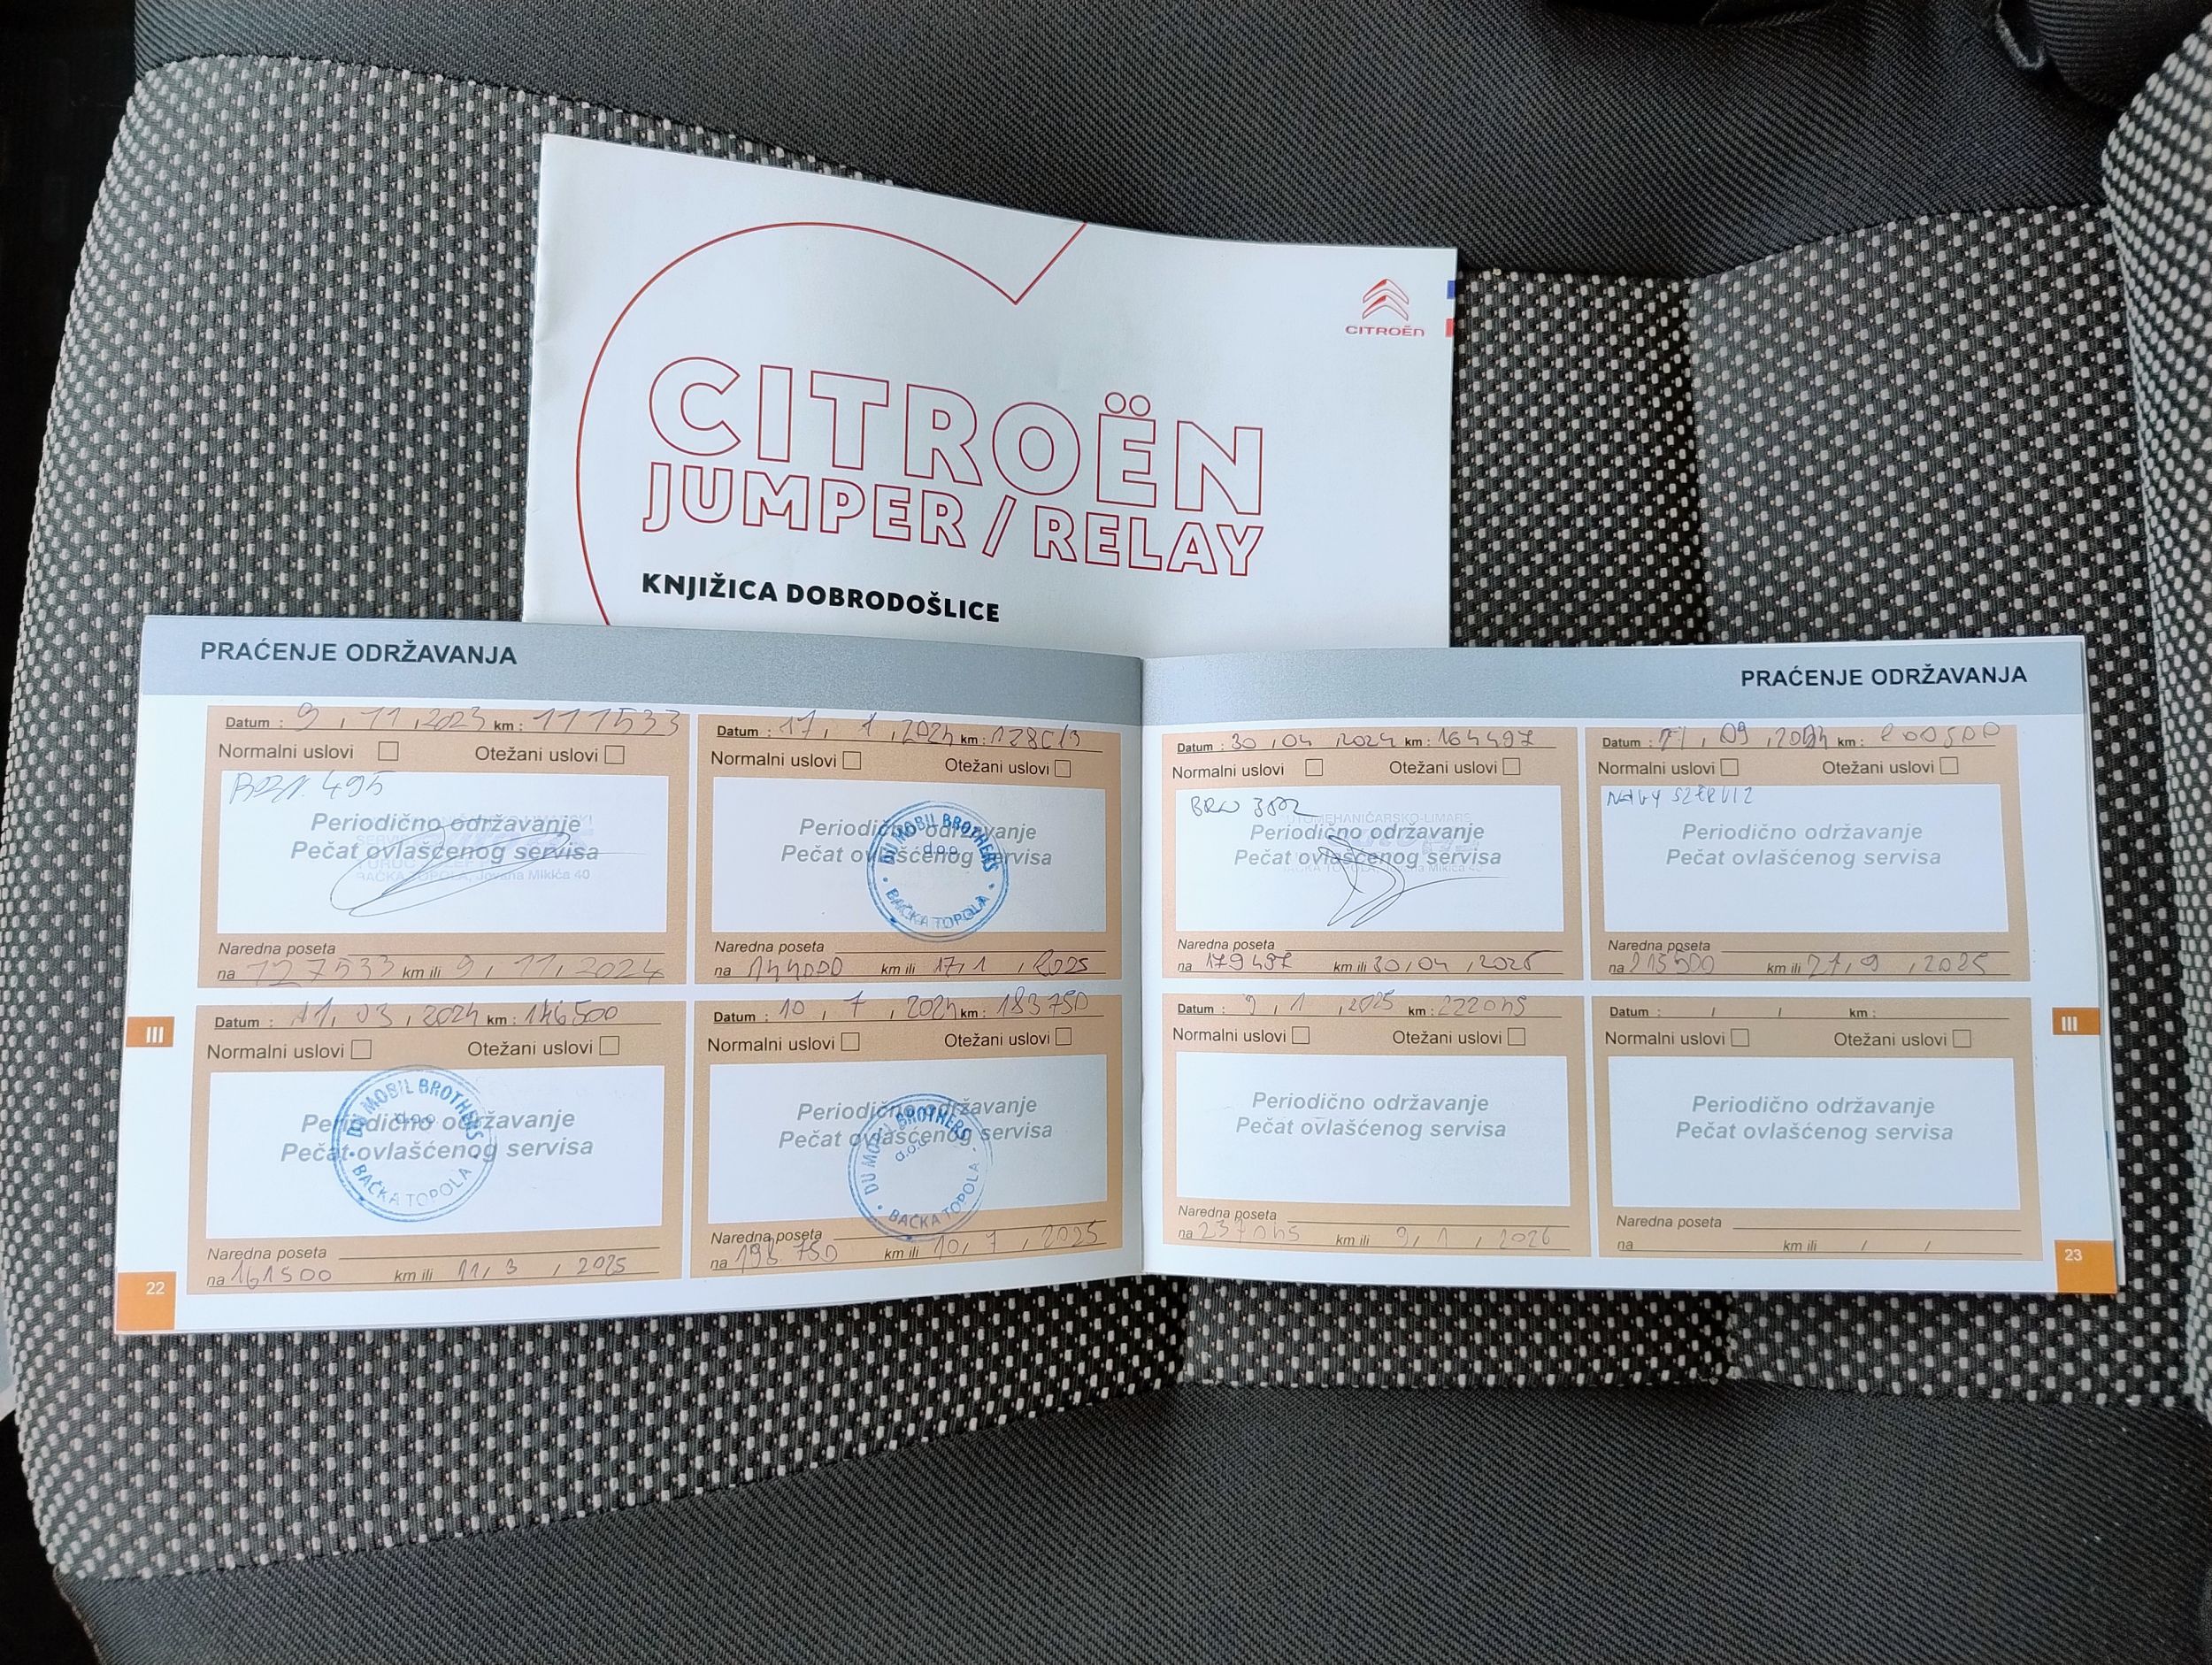 CITROËN
CITROËN
JUMPER / RELAY
KNJIŽICA DOBRODOŠLICE
PRAĆENJE ODRŽAVANJA
Datum : 9 , 11 , 2023 km : 111533
Normalni uslovi Otežani uslovi
495
Periodično održavanje
Pečat ovlašćenog servisa
BAČKA TOPOLA, Jovana Mikića 40
Naredna poseta
na 127533 km ili 9 , 11 , 2024
Datum : 17 , 1 , 2024 km :
Normalni uslovi Otežani uslovi
Periodično održavanje
Pečat ovlašćenog servisa
DU MOBIL BROTHERS
d.o.o
BAČKA TOPOLA
Naredna poseta
na 144000 km ili 17, 1 , 2025
Datum : 11, 03 , 2024 km : 146500
Normalni uslovi Otežani uslovi
Periodično održavanje
Pečat ovlašćenog servisa
DU MOBIL BROTHERS
d.o.o
BAČKA TOPOLA
Naredna poseta
na 161500 km ili 11, 3 , 2025
Datum : 10 , 7 , 2024 km : 183750
Normalni uslovi Otežani uslovi
Periodično održavanje
Pečat ovlašćenog servisa
DU MOBIL BROTHERS
d.o.o
BAČKA TOPOLA
Naredna poseta
na 198750 km ili 10, 7 , 2025
III
22
PRAĆENJE ODRŽAVANJA
Datum : 30 , 04 , 2024 km : 164497
Normalni uslovi Otežani uslovi
Periodično održavanje
Pečat ovlašćenog servisa
Naredna poseta
na 179497 km ili 30 / 04 , 2025
Datum : 09 , 2024 km : 200500
Normalni uslovi Otežani uslovi
SZERVIZ
Periodično održavanje
Pečat ovlašćenog servisa
Naredna poseta
na 215500 km ili 21, 9 , 2025
Datum : 9 , 1 , 2025 km : 222045
Normalni uslovi Otežani uslovi
Periodično održavanje
Pečat ovlašćenog servisa
Naredna poseta
na 237045 km ili 9, 1 , 2026
Datum : / / km :
Normalni uslovi Otežani uslovi
Periodično održavanje
Pečat ovlašćenog servisa
Naredna poseta
na km ili / /
III
23